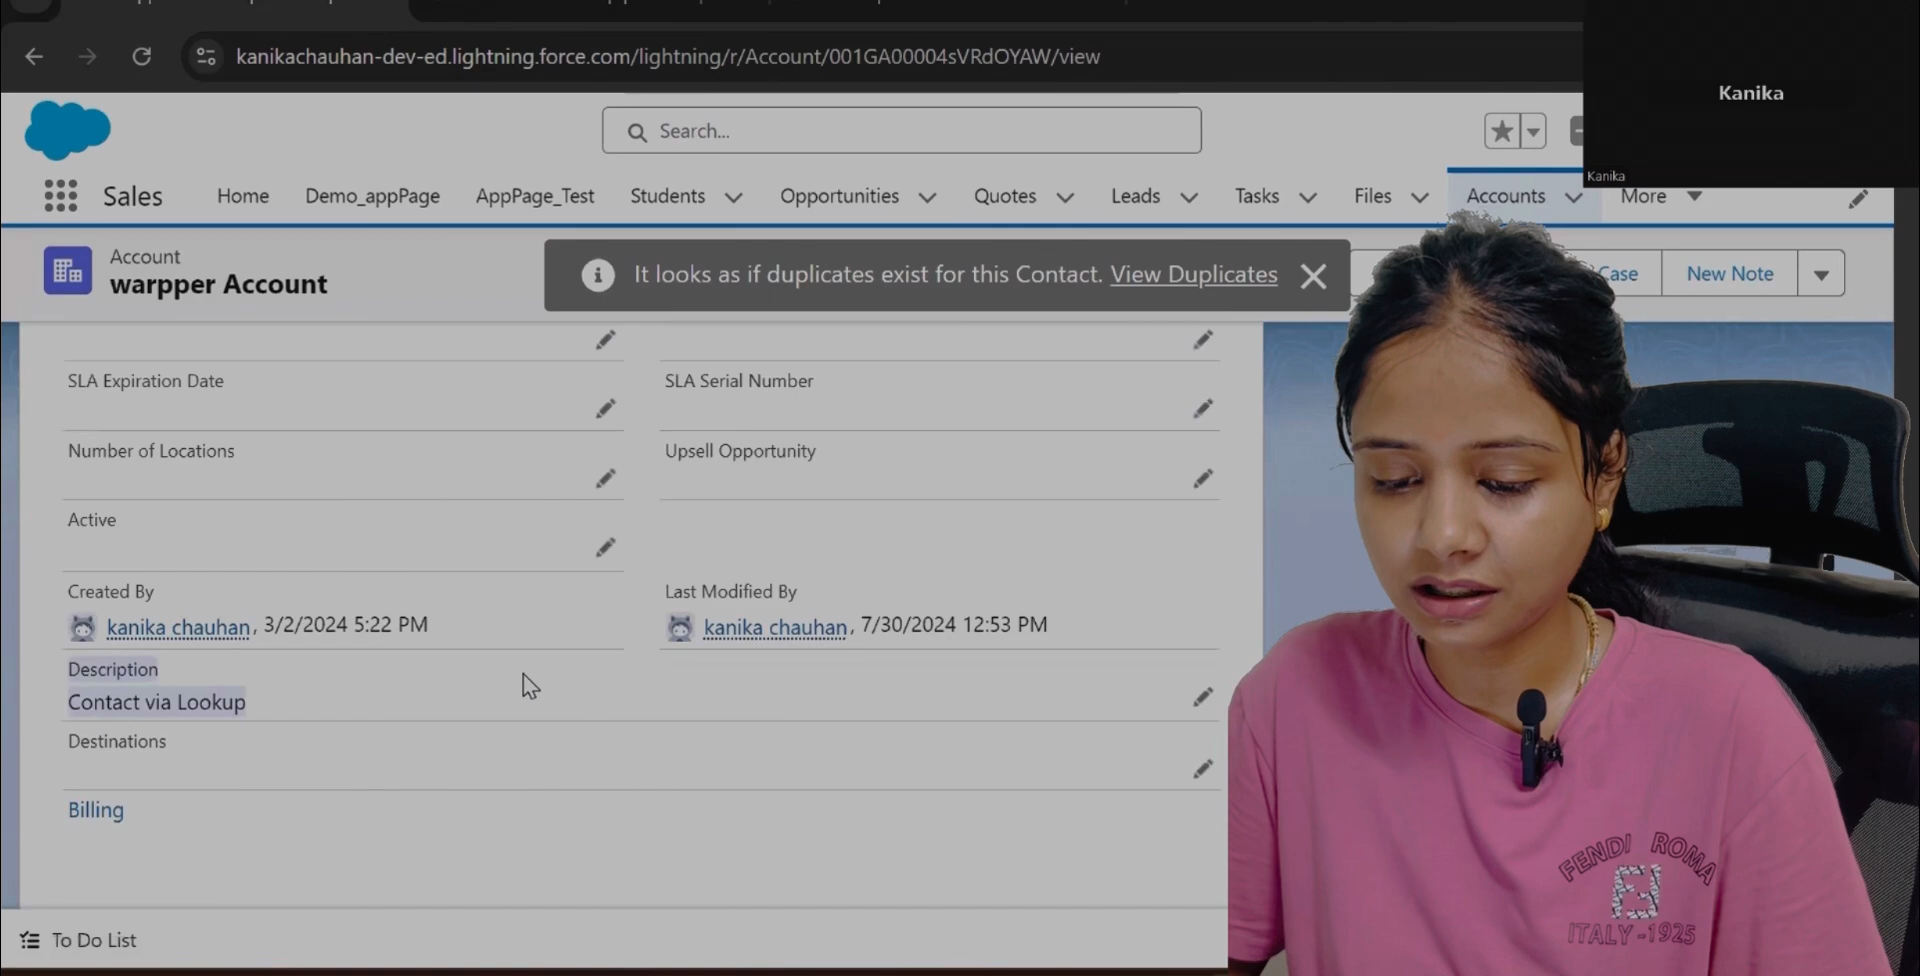 kanikachauhan-dev-ed.lightning.force.com/lightning/r/Account/001GA00004sVRdOYAW/view
Kanika
Kanika
Search...
Sales
Home
Demo_appPage
AppPage_Test
Students
Opportunities
Quotes
Leads
Tasks
Files
Accounts
More
Account
warpper Account
It looks as if duplicates exist for this Contact. View Duplicates
Case
New Note
SLA Expiration Date
SLA Serial Number
Number of Locations
Upsell Opportunity
Active
Created By
kanika chauhan, 3/2/2024 5:22 PM
Last Modified By
kanika chauhan, 7/30/2024 12:53 PM
Description
Contact via Lookup
Destinations
Billing
To Do List
FENDI ROMA
ITALY-1925